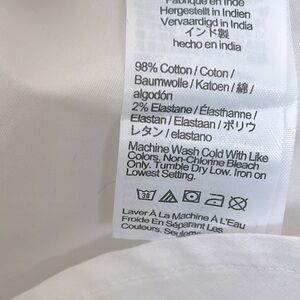 Fabriqué en Inde
Hergestellt in Indien
Vervaardigd in India
インド製
hecho en india
98% Cotton / Coton /
Baumwolle / Katoen / 綿 /
algodón
2% Elastane / Élasthanne /
Elastan / Elastaan / ポリウ
レタン / elastano
Machine Wash Cold With Like
Colors. Non-Chlorine Bleach
Only. Tumble Dry Low. Iron on
Lowest Setting.
30
Laver À La Machine À L'Eau
Froide En Séparant Les
Couleurs.